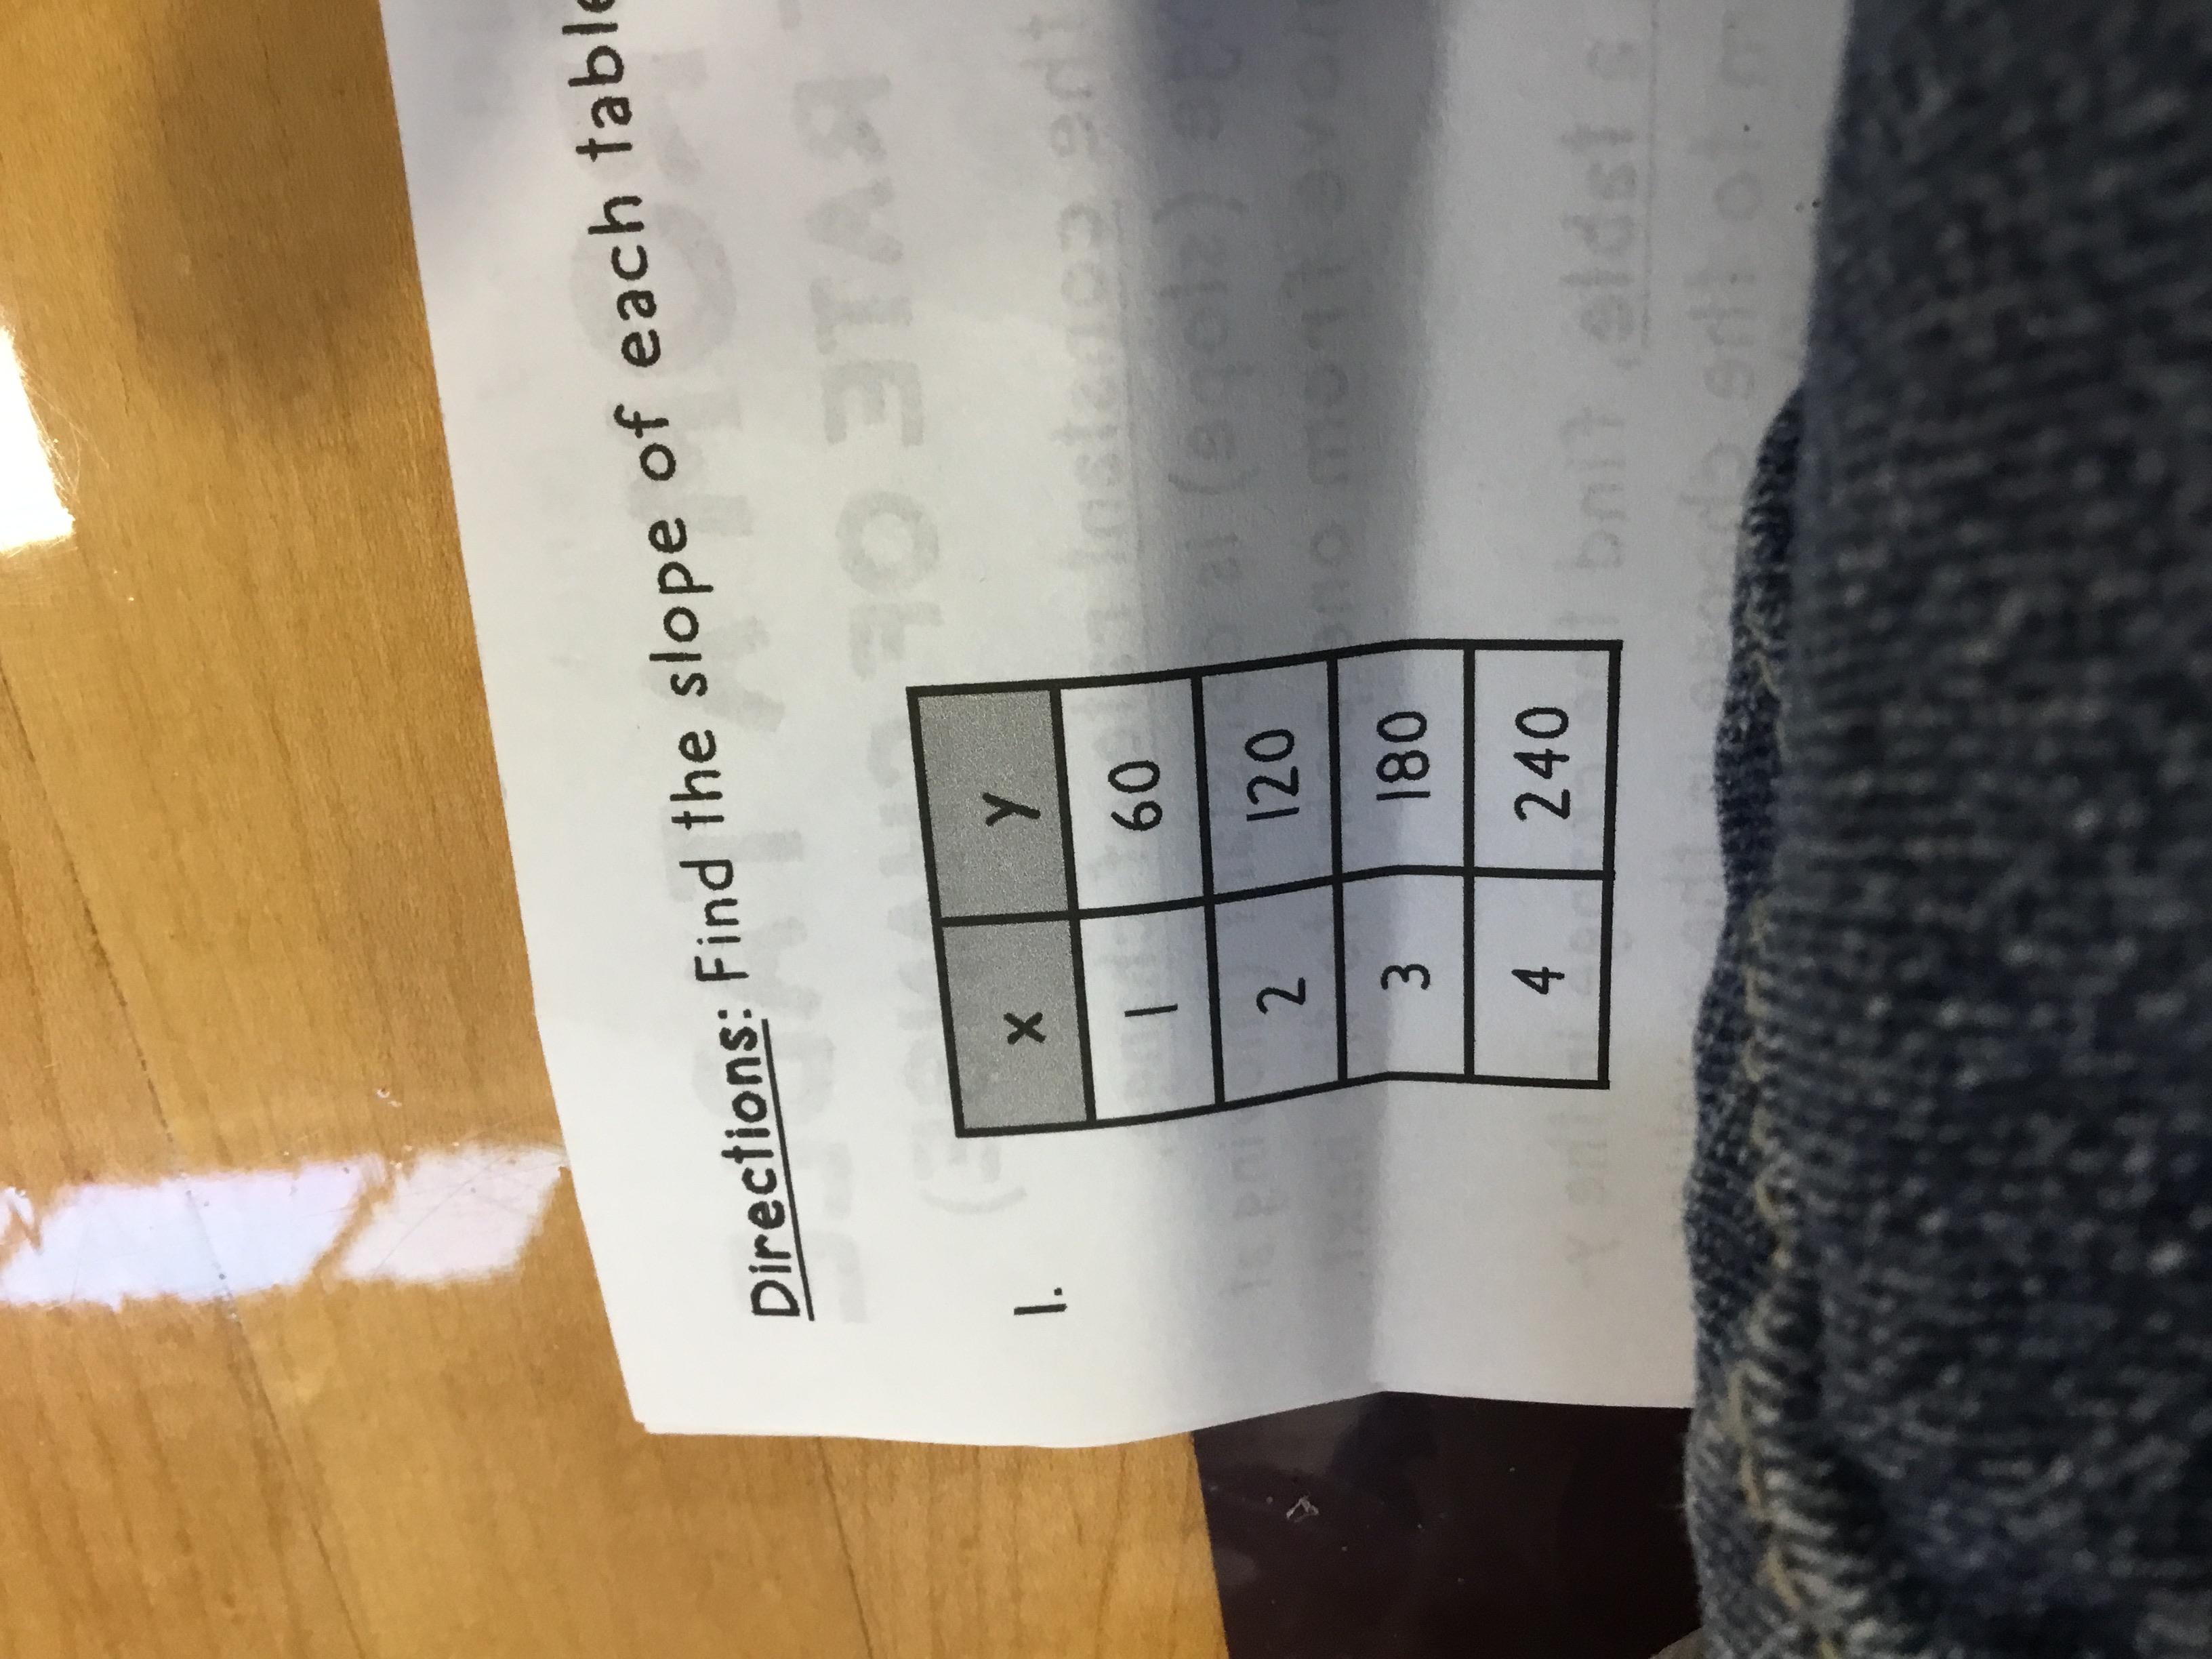 Directions: Find the slope of each table
1.
x y
1 60
2 120
3 180
4 240